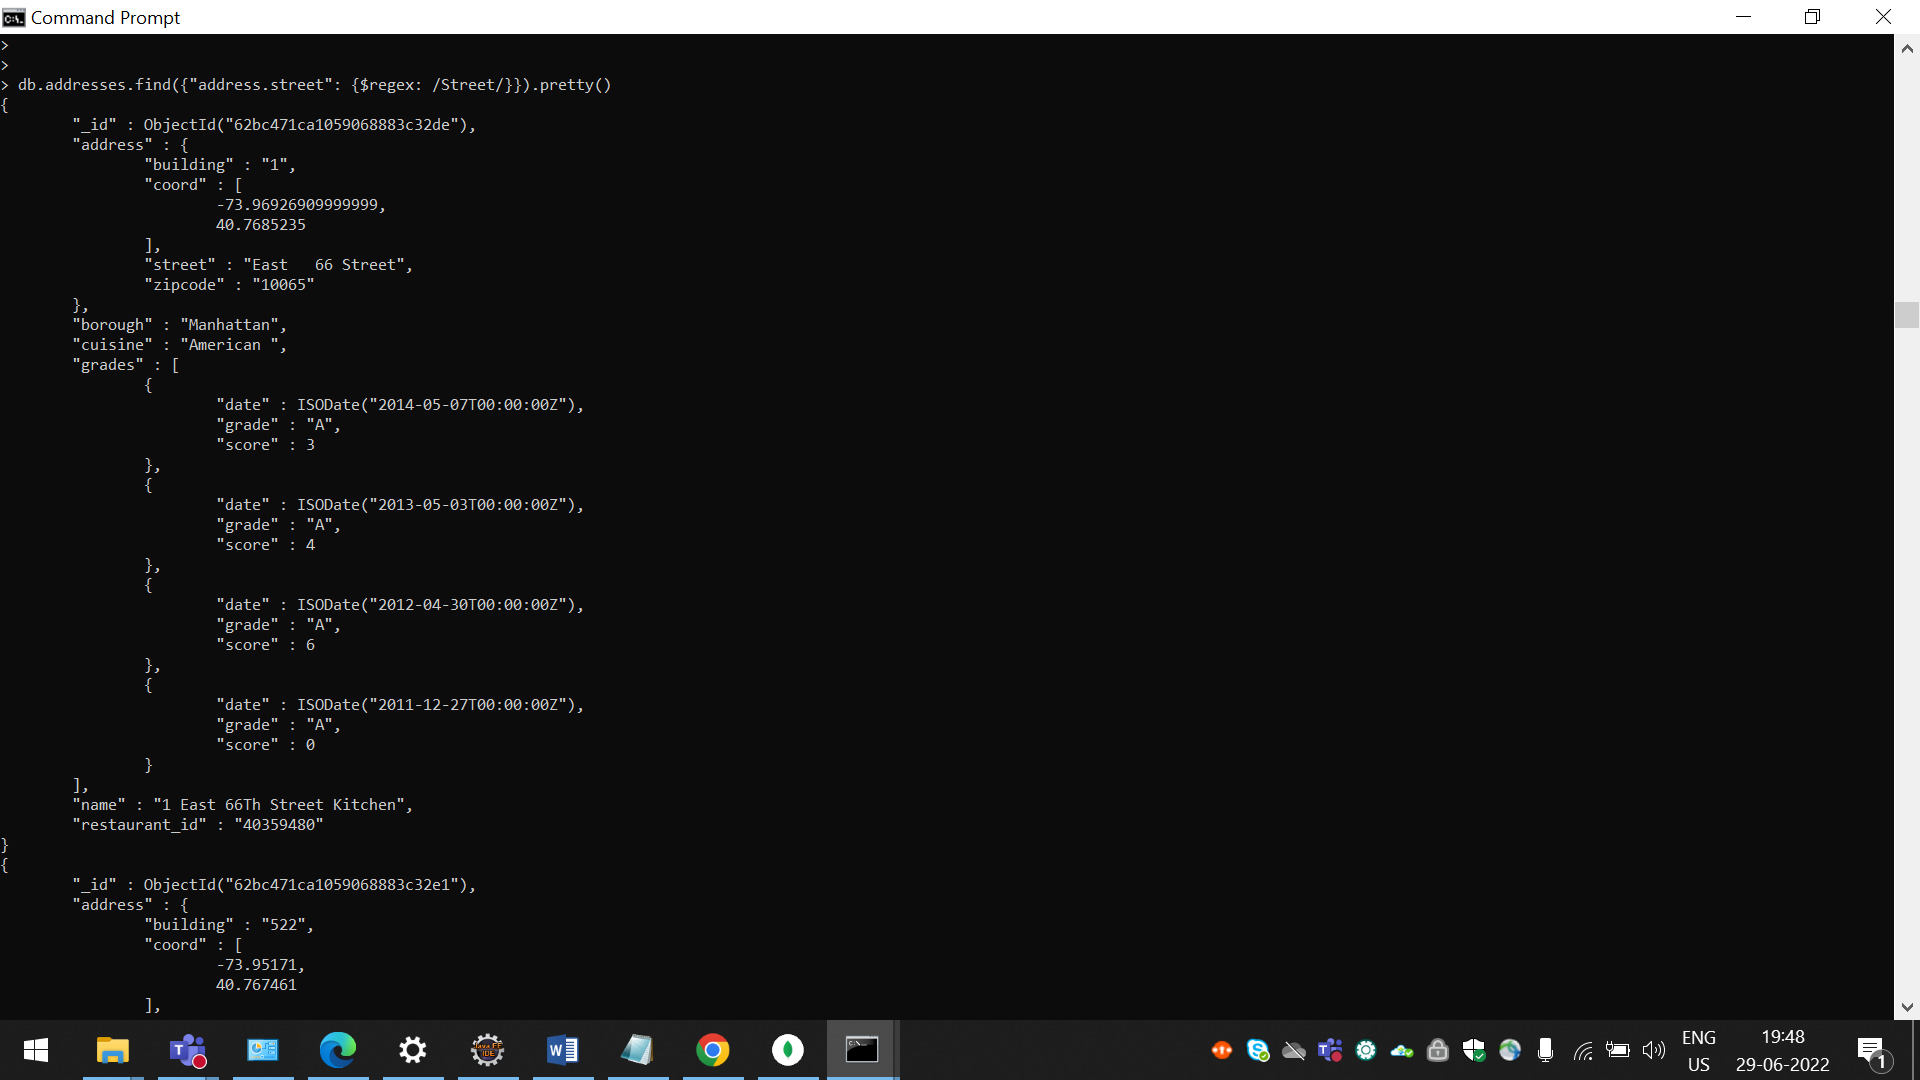 Command Prompt
>
>
> db.addresses.find({"address.street": {$regex: /Street/}}).pretty()
{
        "_id" : ObjectId("62bc471ca1059068883c32de"),
        "address" : {
                "building" : "1",
                "coord" : [
                        -73.96926909999999,
                        40.7685235
                ],
                "street" : "East   66 Street",
                "zipcode" : "10065"
        },
        "borough" : "Manhattan",
        "cuisine" : "American ",
        "grades" : [
                {
                        "date" : ISODate("2014-05-07T00:00:00Z"),
                        "grade" : "A",
                        "score" : 3
                },
                {
                        "date" : ISODate("2013-05-03T00:00:00Z"),
                        "grade" : "A",
                        "score" : 4
                },
                {
                        "date" : ISODate("2012-04-30T00:00:00Z"),
                        "grade" : "A",
                        "score" : 6
                },
                {
                        "date" : ISODate("2011-12-27T00:00:00Z"),
                        "grade" : "A",
                        "score" : 0
                }
        ],
        "name" : "1 East 66Th Street Kitchen",
        "restaurant_id" : "40359480"
}
{
        "_id" : ObjectId("62bc471ca1059068883c32e1"),
        "address" : {
                "building" : "522",
                "coord" : [
                        -73.95171,
                        40.767461
                ],
ENG
US
19:48
29-06-2022
1